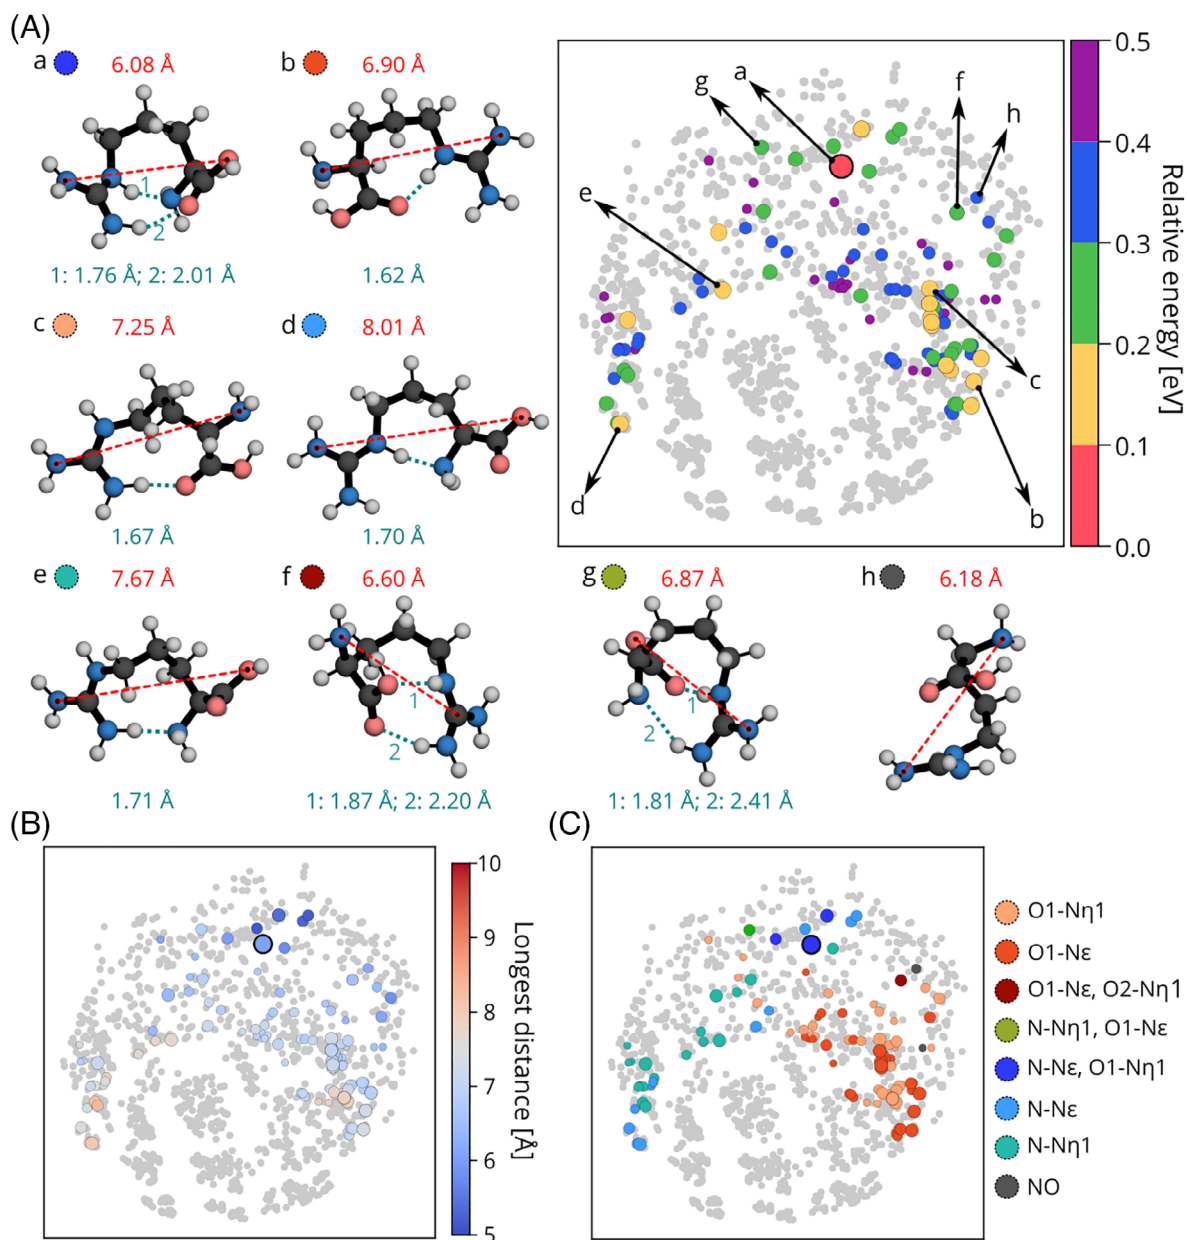 (A)
a 6.08 Å
b 6.90 Å
1
2
1: 1.76 Å; 2: 2.01 Å
1.62 Å
c 7.25 Å
d 8.01 Å
1.67 Å
1.70 Å
e 7.67 Å
f 6.60 Å
1
2
1.71 Å
1: 1.87 Å; 2: 2.20 Å
g
a
f
h
e
c
d
b
0.5
0.4
0.3
0.2
0.1
0.0
Relative energy [eV]
g 6.87 Å
h 6.18 Å
1
2
1: 1.81 Å; 2: 2.41 Å
(B)
10
9
8
7
6
5
Longest distance [Å]
(C)
O1-Nη1
O1-Nε
O1-Nε, O2-Nη1
N-Nη1, O1-Nε
N-Nε, O1-Nη1
N-Nε
N-Nη1
NO